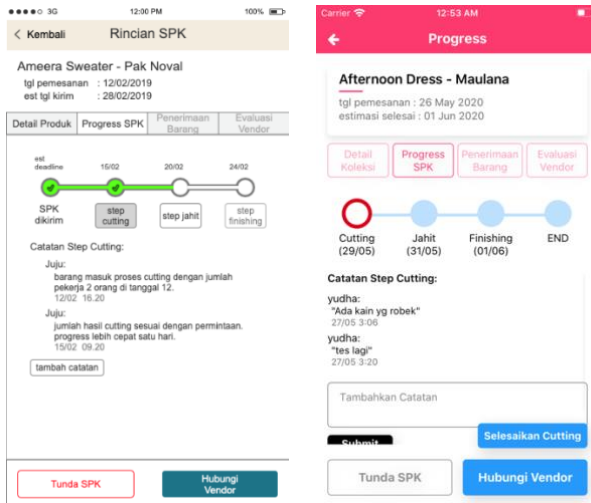 3G 12:00 PM 100%
< Kembali Rincian SPK
Ameera Sweater - Pak Noval
tgl pemesanan : 12/02/2019
est tgl kirim : 28/02/2019
Detail Produk Progress SPK Penerimaan Barang Evaluasi Vendor
est
deadline 15/02 20/02 24/02
SPK
dikirim
step
cutting
step jahit
step
finishing
Catatan Step Cutting:
Juju:
barang masuk proses cutting dengan jumlah
pekerja 2 orang di tanggal 12.
12/02 16.20
Juju:
jumlah hasil cutting sesuai dengan permintaan.
progress lebih cepat satu hari.
15/02 09.20
tambah catatan
Tunda SPK
Hubungi
Vendor
Carrier 12:53 AM
Progress
Afternoon Dress - Maulana
tgl pemesanan : 26 May 2020
estimasi selesai : 01 Jun 2020
Detail
Koleksi
Progress
SPK
Penerimaan
Barang
Evaluasi
Vendor
Cutting
(29/05)
Jahit
(31/05)
Finishing
(01/06)
END
Catatan Step Cutting:
yudha:
"Ada kain yg robek"
27/05 3:06
yudha:
"tes lagi"
27/05 3:20
Tambahkan Catatan
Submit
Selesaikan Cutting
Tunda SPK
Hubungi Vendor